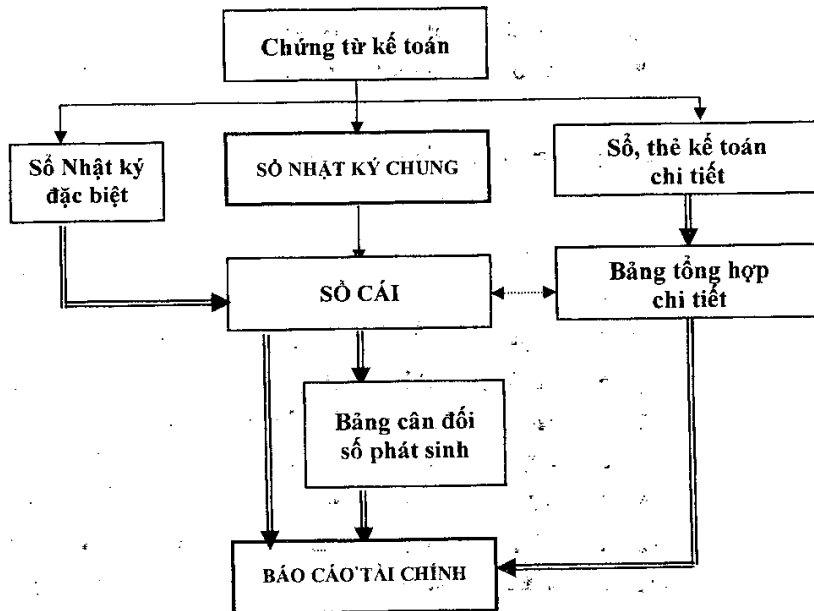 Chứng từ kế toán
Sổ Nhật ký
đặc biệt
SỔ NHẬT KÝ CHUNG
Sổ, thẻ kế toán
chi tiết
SỔ CÁI
Bảng tổng hợp
chi tiết
Bảng cân đối
số phát sinh
BÁO CÁO TÀI CHÍNH